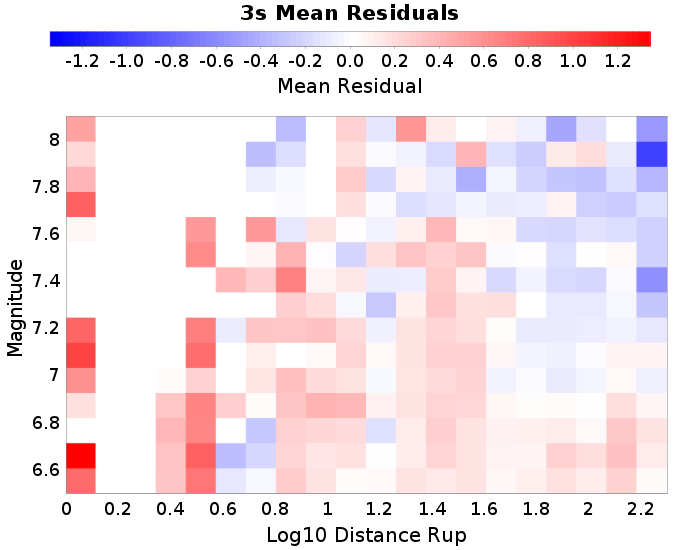 3s Mean Residuals
-1.2 -1.0 -0.8 -0.6 -0.4 -0.2 0.0 0.2 0.4 0.6 0.8 1.0 1.2
Mean Residual
Magnitude
8
7.8
7.6
7.4
7.2
7
6.8
6.6
0 0.2 0.4 0.6 0.8 1 1.2 1.4 1.6 1.8 2 2.2
Log10 Distance Rup